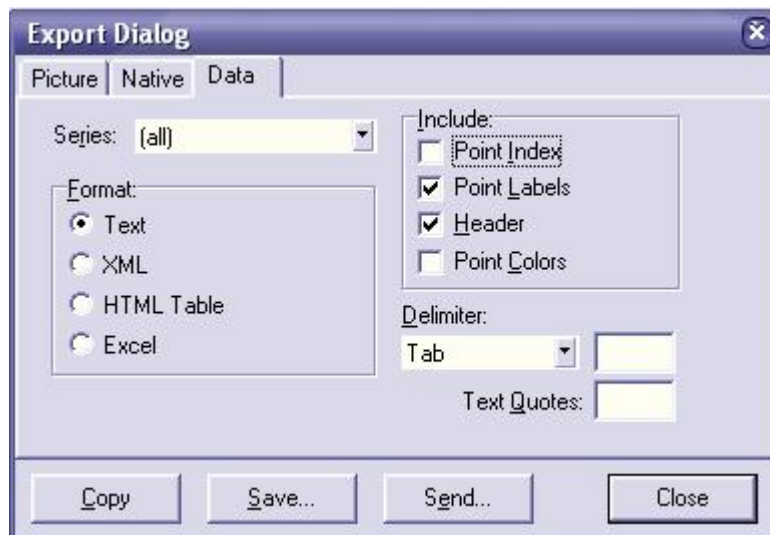 Export Dialog
Picture Native Data
Series: (all)
Format:
Text
XML
HTML Table
Excel
Include:
Point Index
Point Labels
Header
Point Colors
Delimiter:
Tab
Text Quotes:
Copy Save... Send... Close